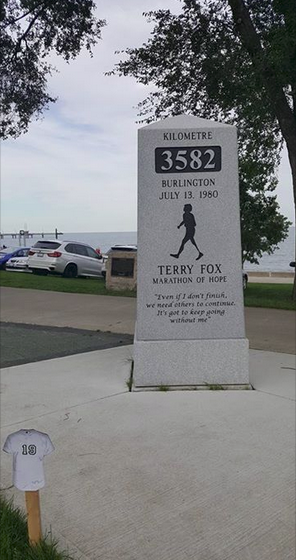 KILOMETRE
3582
BURLINGTON
JULY 13, 1980
TERRY FOX
MARATHON OF HOPE
"Even if I don't finish,
we need others to continue.
It's got to keep going
without me"
19